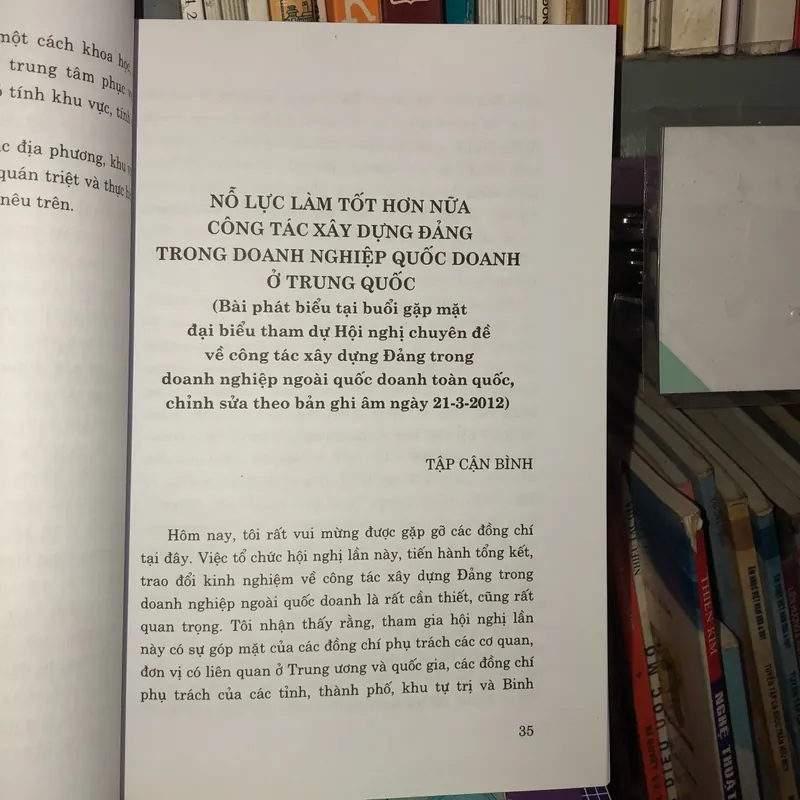 một cách khoa học,
trung tâm phục
tính khu vực, tính
địa phương, khu
quán triệt và thực
nêu trên.
NỖ LỰC LÀM TỐT HƠN NỮA
CÔNG TÁC XÂY DỰNG ĐẢNG
TRONG DOANH NGHIỆP QUỐC DOANH
Ở TRUNG QUỐC
(Bài phát biểu tại buổi gặp mặt
đại biểu tham dự Hội nghị chuyên đề
về công tác xây dựng Đảng trong
doanh nghiệp ngoài quốc doanh toàn quốc,
chỉnh sửa theo bản ghi âm ngày 21-3-2012)
TẬP CẬN BÌNH
Hôm nay, tôi rất vui mừng được gặp gỡ các đồng chí
tại đây. Việc tổ chức hội nghị lần này, tiến hành tổng kết,
trao đổi kinh nghiệm về công tác xây dựng Đảng trong
doanh nghiệp ngoài quốc doanh là rất cần thiết, cũng rất
quan trọng. Tôi nhận thấy rằng, tham gia hội nghị lần
này có sự góp mặt của các đồng chí phụ trách các cơ quan,
đơn vị có liên quan ở Trung ương và quốc gia, các đồng chí
phụ trách của các tỉnh, thành phố, khu tự trị và Binh
35
THIÊN KIM
NGHỆ THUẬT